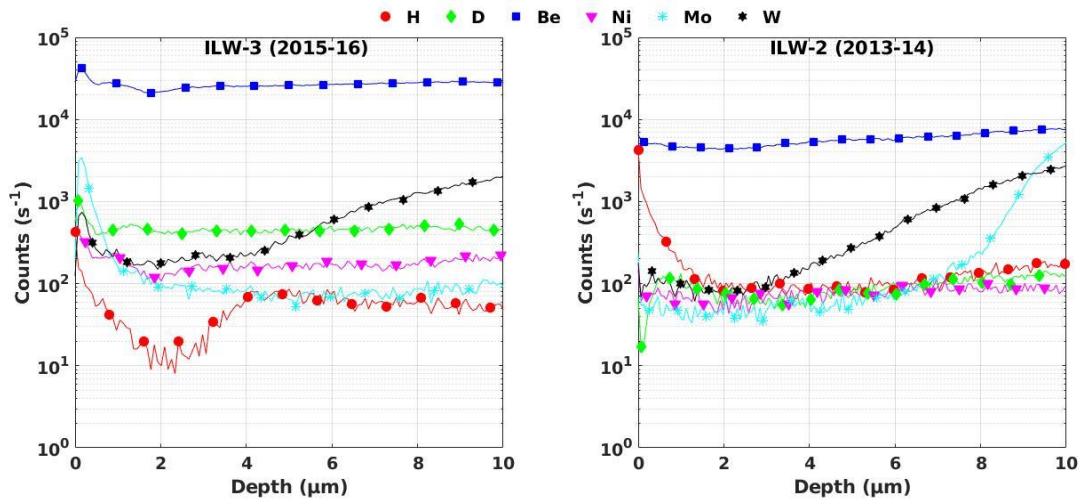 H D Be Ni Mo W
ILW-3 (2015-16)
10^5
10^4
10^3
10^2
10^1
10^0
Counts (s^-1)
0 2 4 6 8 10
Depth (μm)
ILW-2 (2013-14)
10^5
10^4
10^3
10^2
10^1
10^0
Counts (s^-1)
0 2 4 6 8 10
Depth (μm)